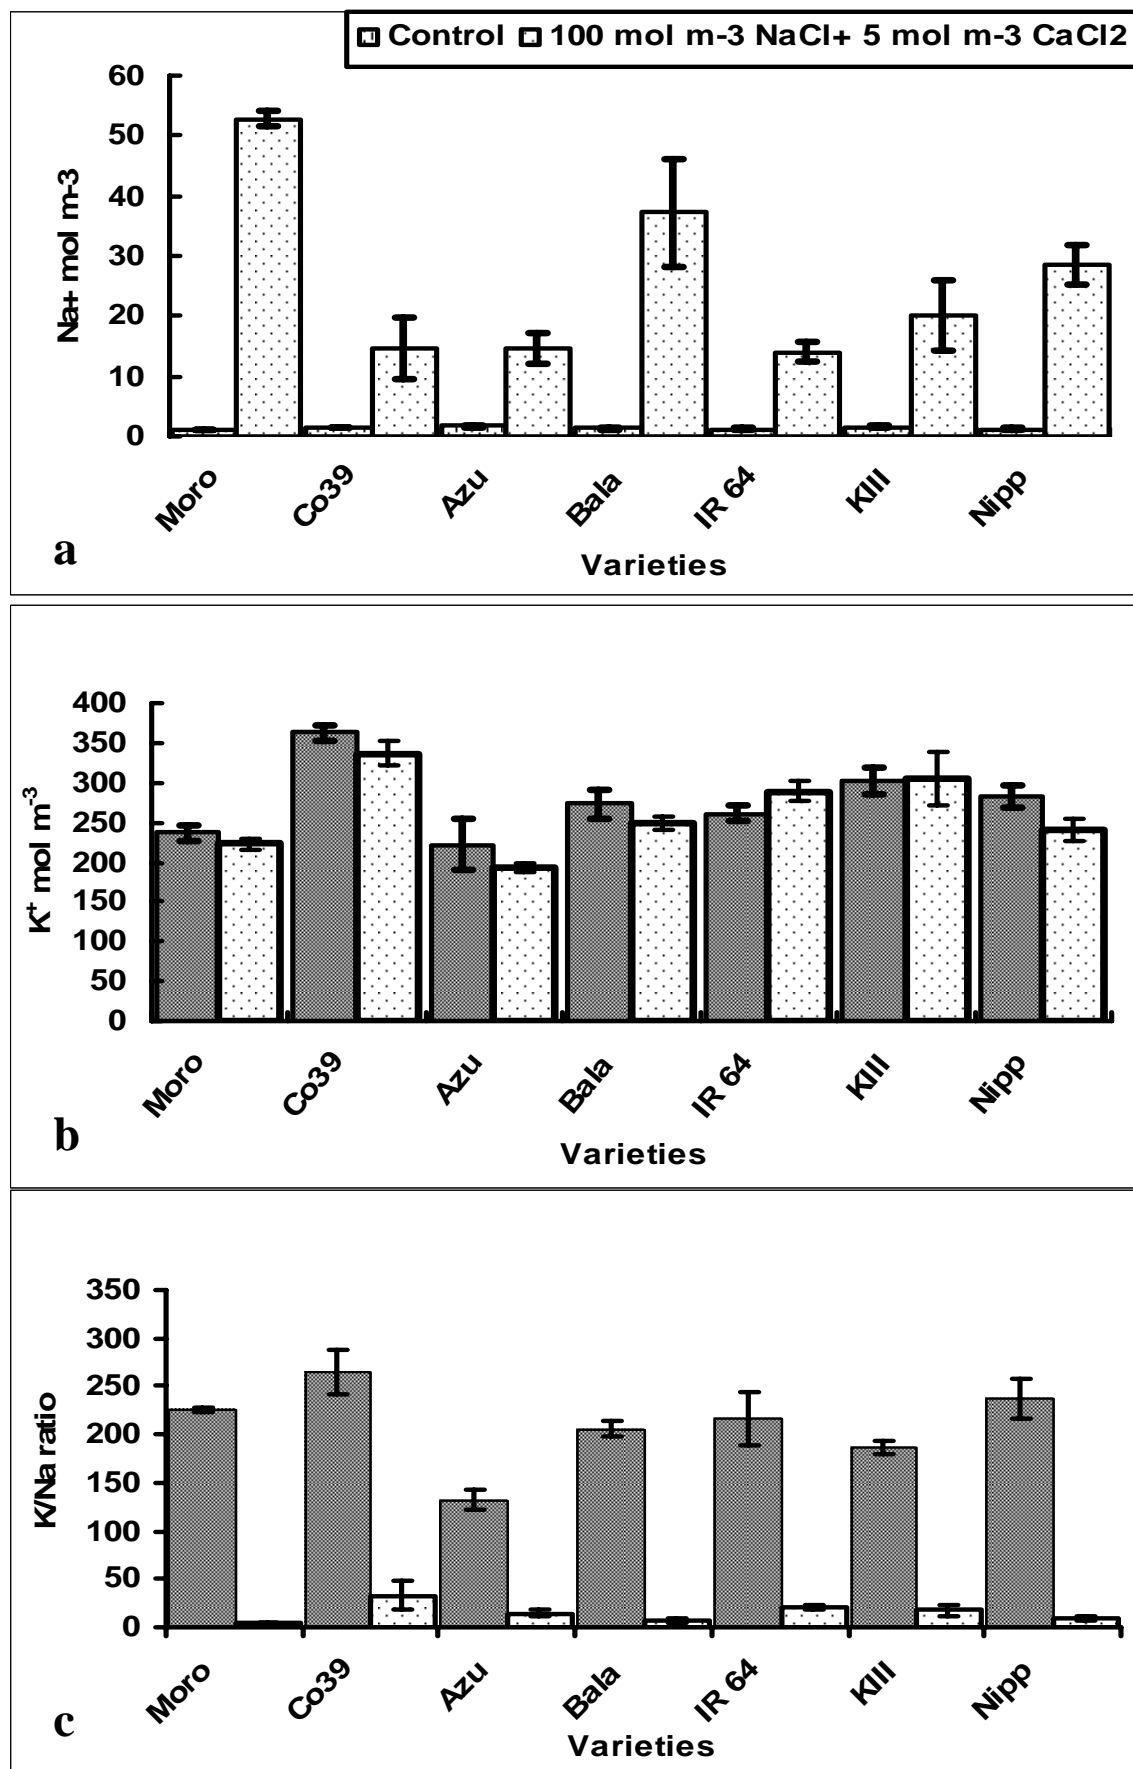 Control 100 mol m-3 NaCl+ 5 mol m-3 CaCl2
Na+ mol m-3
60
50
40
30
20
10
0
Moro Co39 Azu Bala IR 64 KIII Nipp
a
Varieties
K+ mol m-3
400
350
300
250
200
150
100
50
0
Moro Co39 Azu Bala IR 64 KIII Nipp
b
Varieties
K/Na ratio
350
300
250
200
150
100
50
0
Moro Co39 Azu Bala IR 64 KIII Nipp
c
Varieties